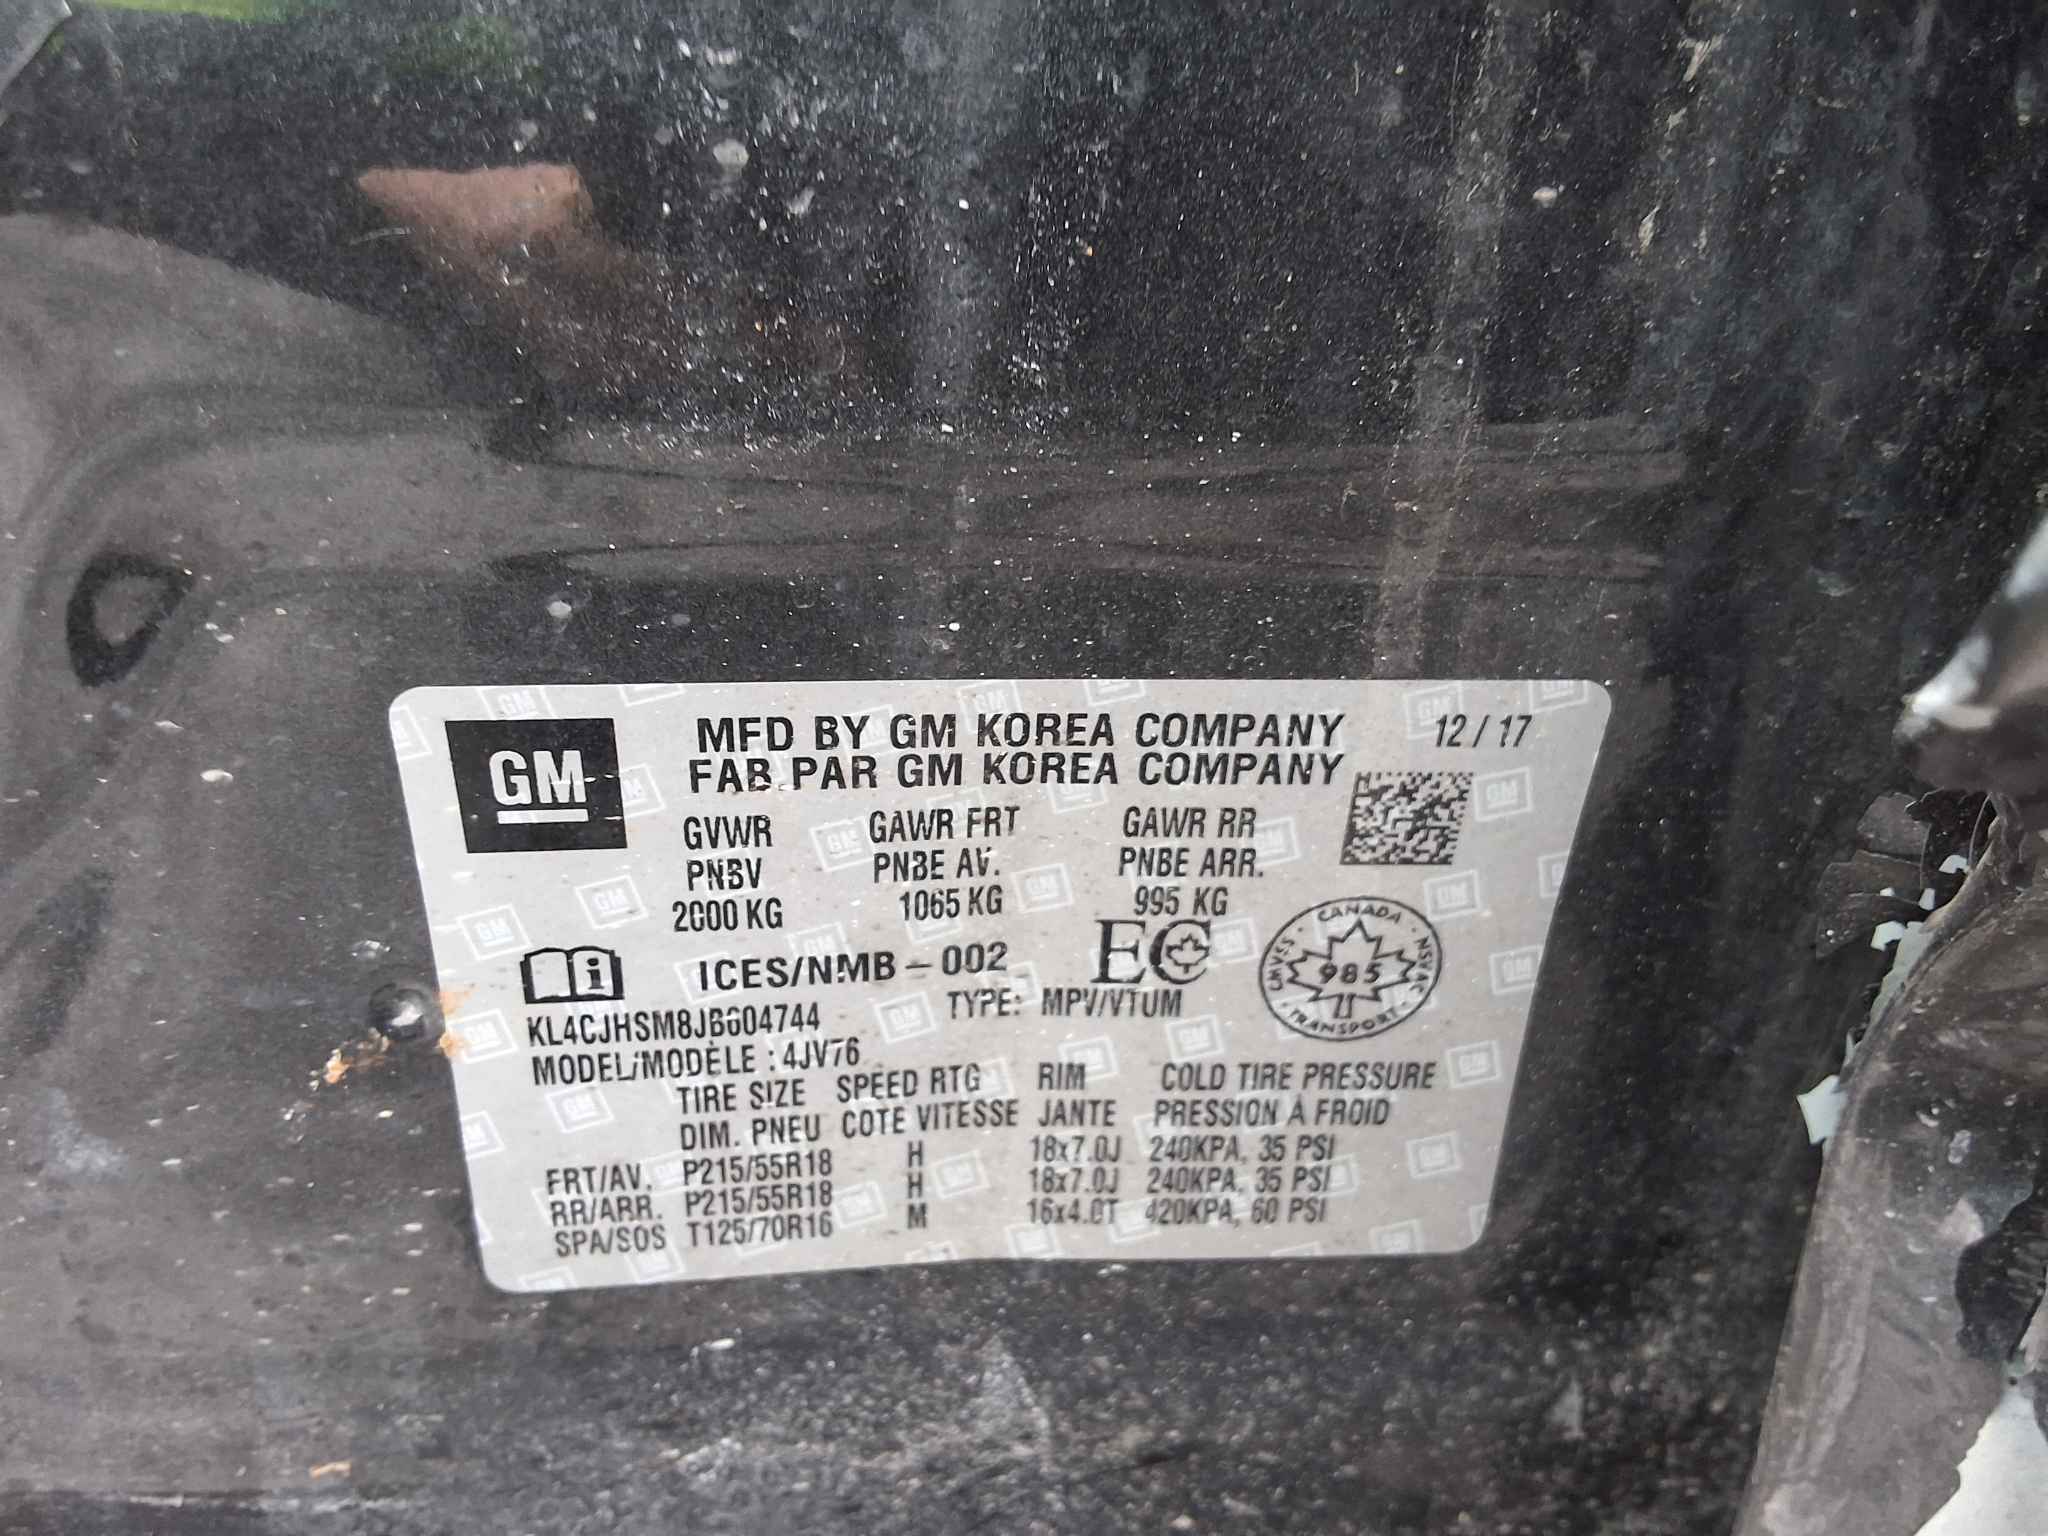 GM
MFD BY GM KOREA COMPANY 12/17
FAB PAR GM KOREA COMPANY
GVWR GAWR FRT GAWR RR
PNBV PNBE AV. PNBE ARR.
2000 KG 1065 KG 995 KG
ICES/NMB-002 EC
CANADA
CMVSS NSVAC
985
TRANSPORT
KL4CJHSM8JB604744 TYPE: MPV/VTUM
MODEL/MODÈLE : 4JV76
TIRE SIZE SPEED RTG RIM COLD TIRE PRESSURE
DIM. PNEU COTE VITESSE JANTE PRESSION À FROID
FRT/AV. P215/55R18 H 18x7.0J 240KPA, 35 PSI
RR/ARR. P215/55R18 H 18x7.0J 240KPA, 35 PSI
SPA/SOS T125/70R16 M 16x4.0T 420KPA, 60 PSI